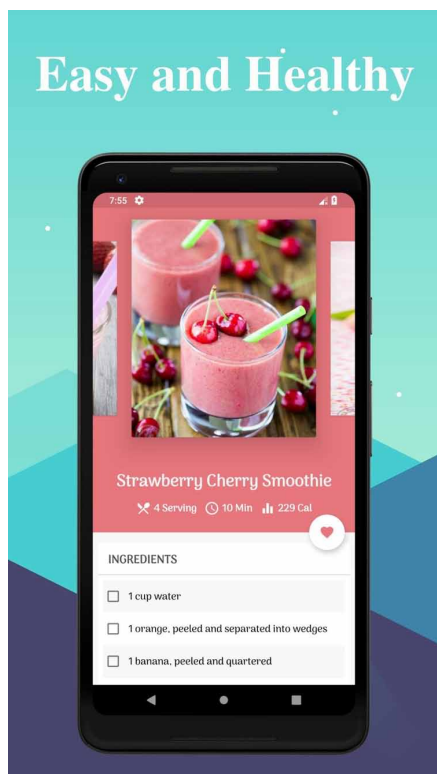 Easy and Healthy
7:55
Strawberry Cherry Smoothie
4 Serving 10 Min 229 Cal
INGREDIENTS
1 cup water
1 orange, peeled and separated into wedges
1 banana, peeled and quartered